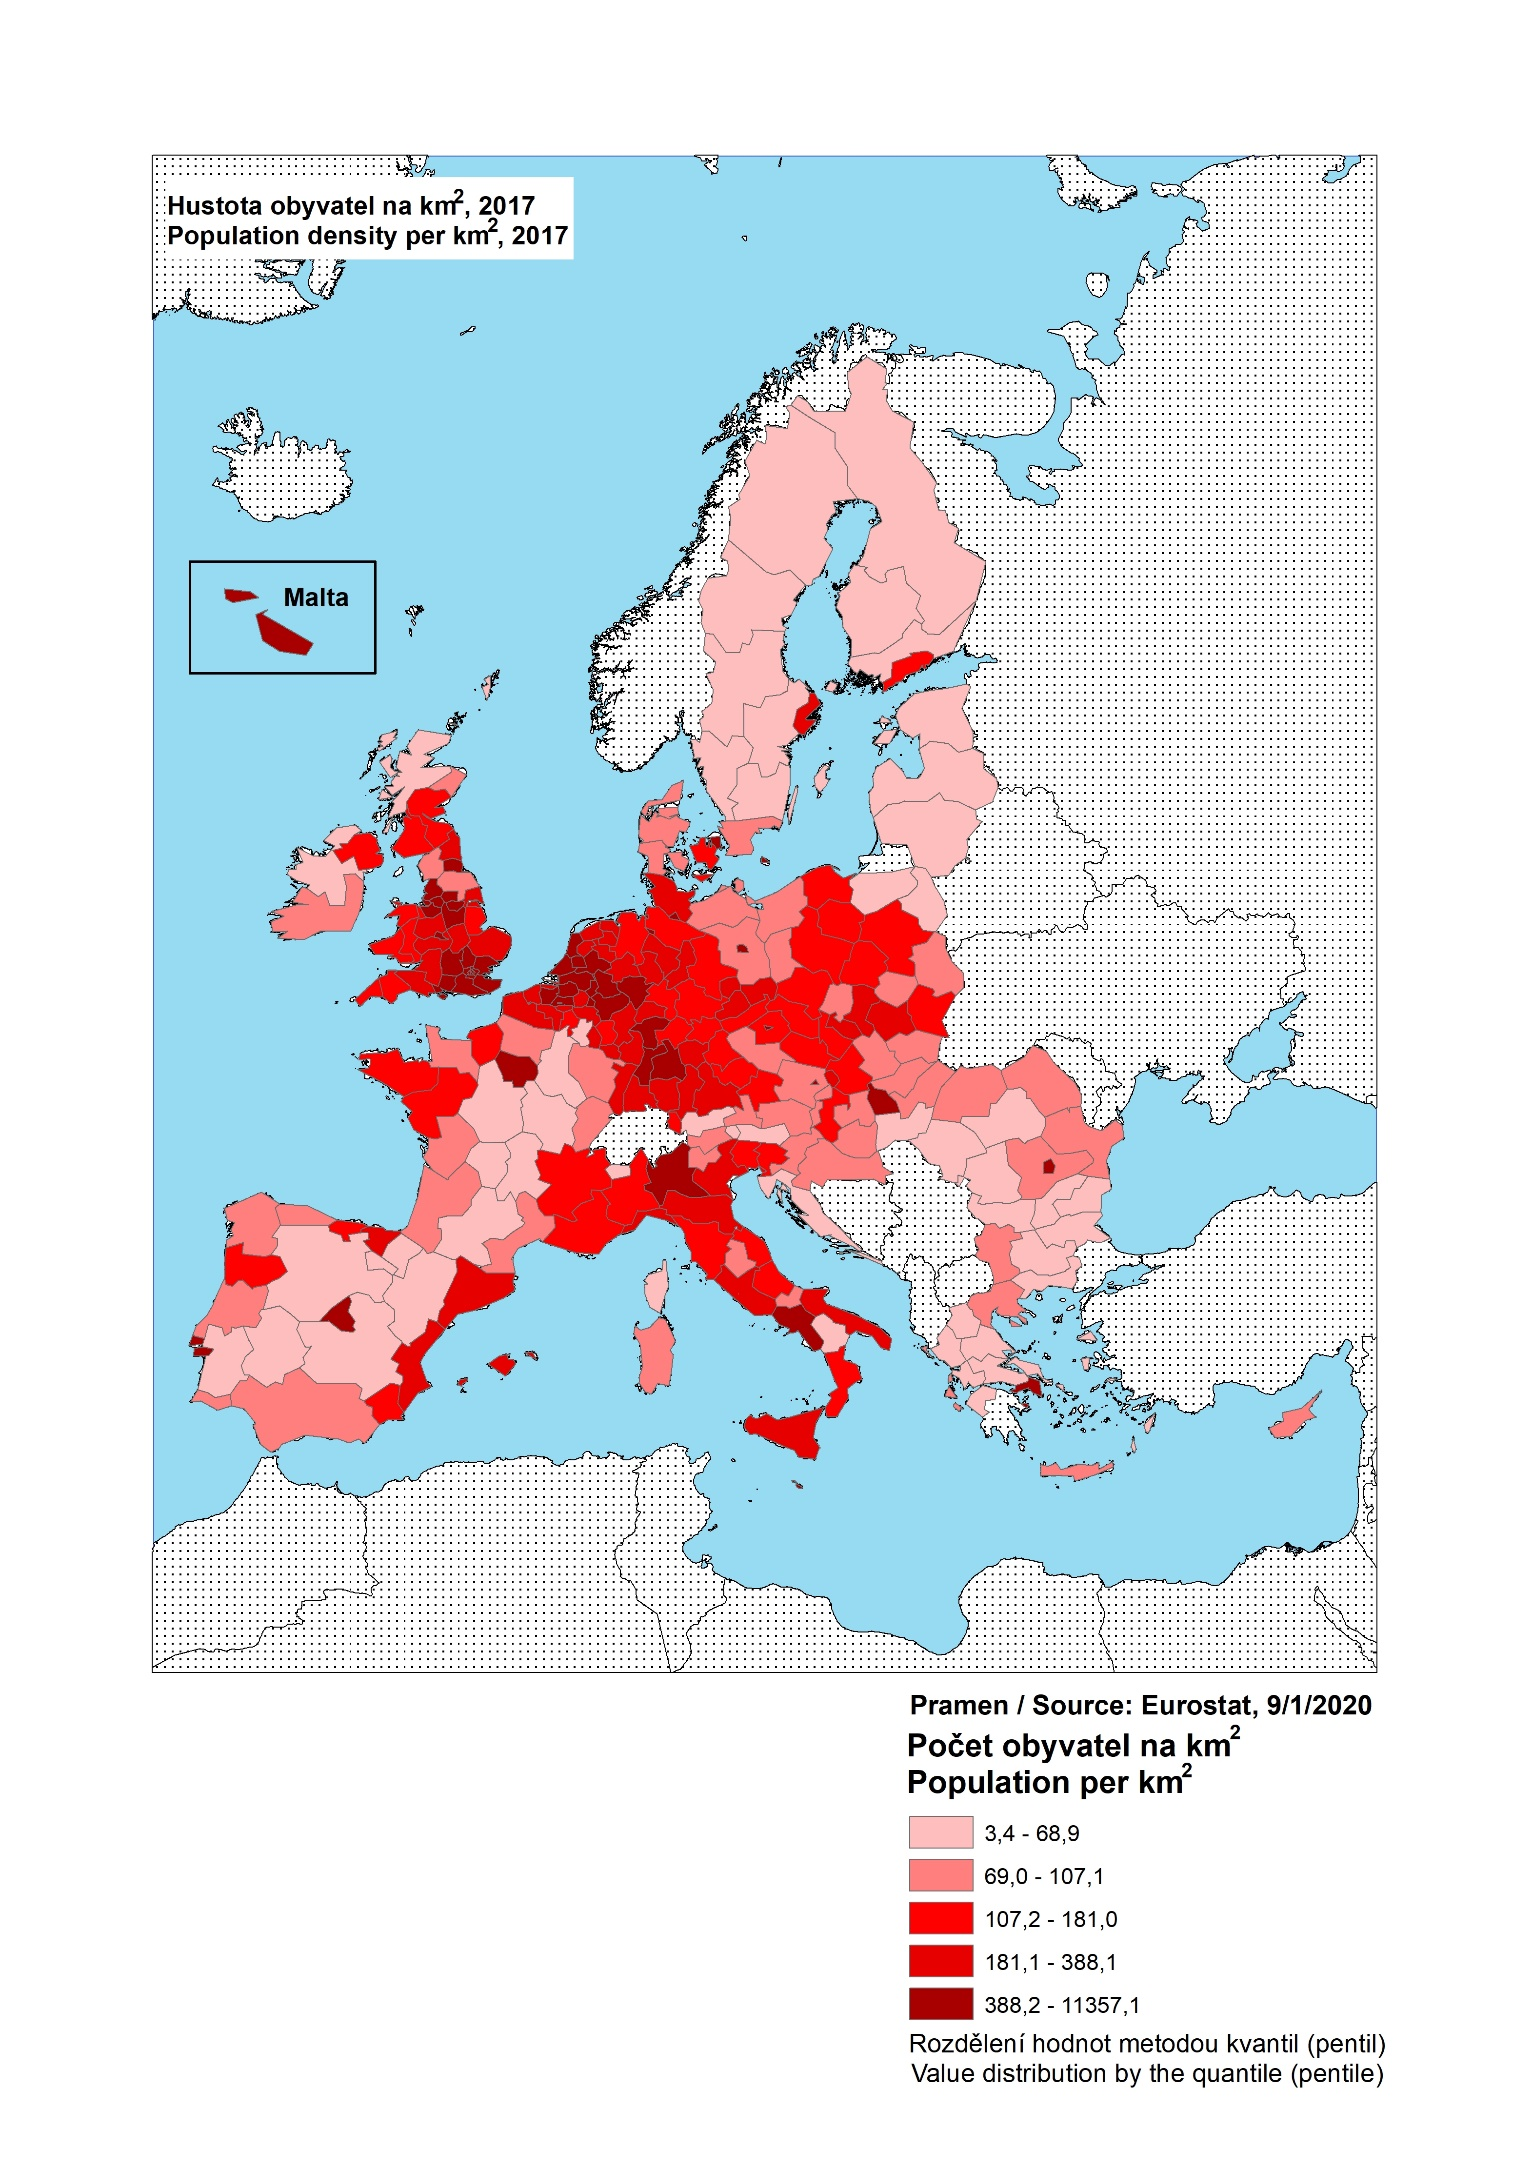 Hustota obyvatel na km², 2017
Population density per km², 2017
Malta
Pramen / Source: Eurostat, 9/1/2020
Počet obyvatel na km²
Population per km²
3,4 - 68,9
69,0 - 107,1
107,2 - 181,0
181,1 - 388,1
388,2 - 11357,1
Rozdělení hodnot metodou kvantil (pentil)
Value distribution by the quantile (pentile)